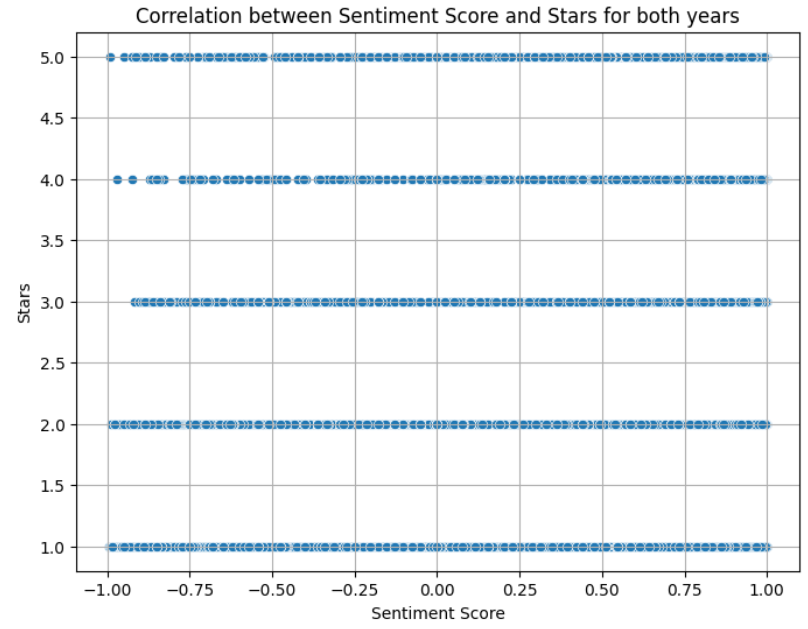 Correlation between Sentiment Score and Stars for both years
5.0
4.5
4.0
3.5
3.0
2.5
2.0
1.5
1.0
Stars
−1.00 −0.75 −0.50 −0.25 0.00 0.25 0.50 0.75 1.00
Sentiment Score